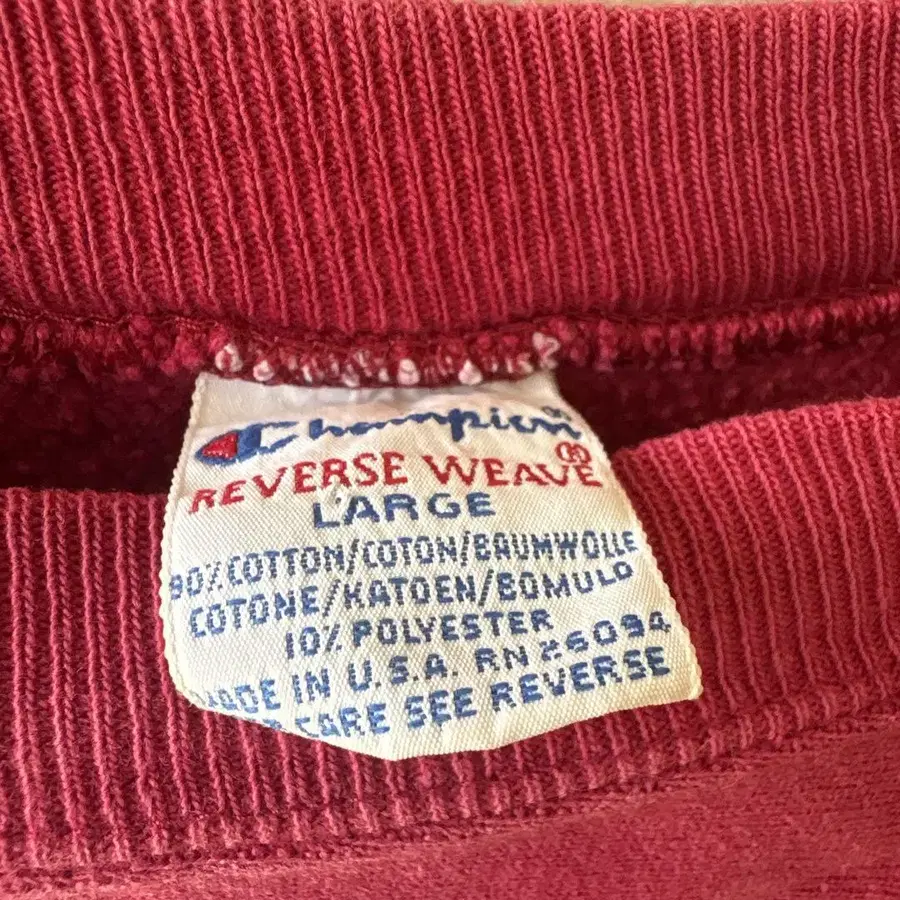 Champion®
REVERSE WEAVE®
LARGE
90% COTTON/COTON/BAUMWOLLE
COTONE/KATOEN/BOMULD
10% POLYESTER
MADE IN U.S.A. RN 26094
CARE SEE REVERSE